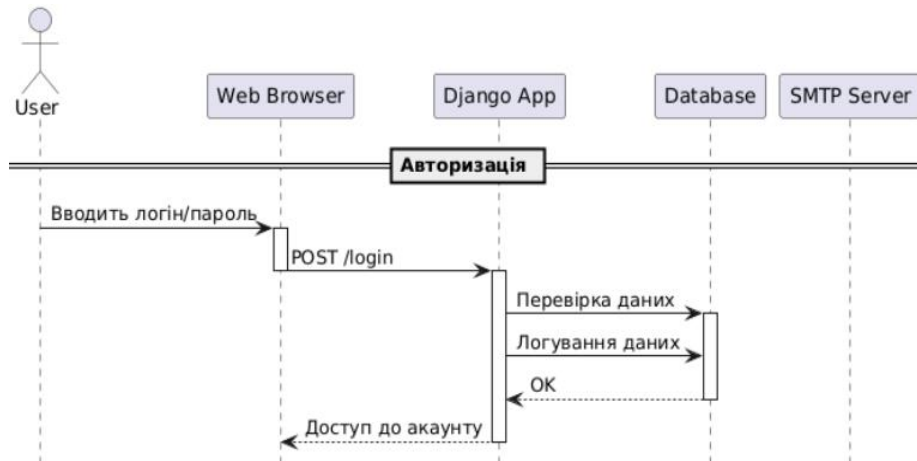 User
Web Browser
Django App
Database
SMTP Server
Авторизація
Вводить логін/пароль
POST /login
Перевірка даних
Логування даних
OK
Доступ до акаунту